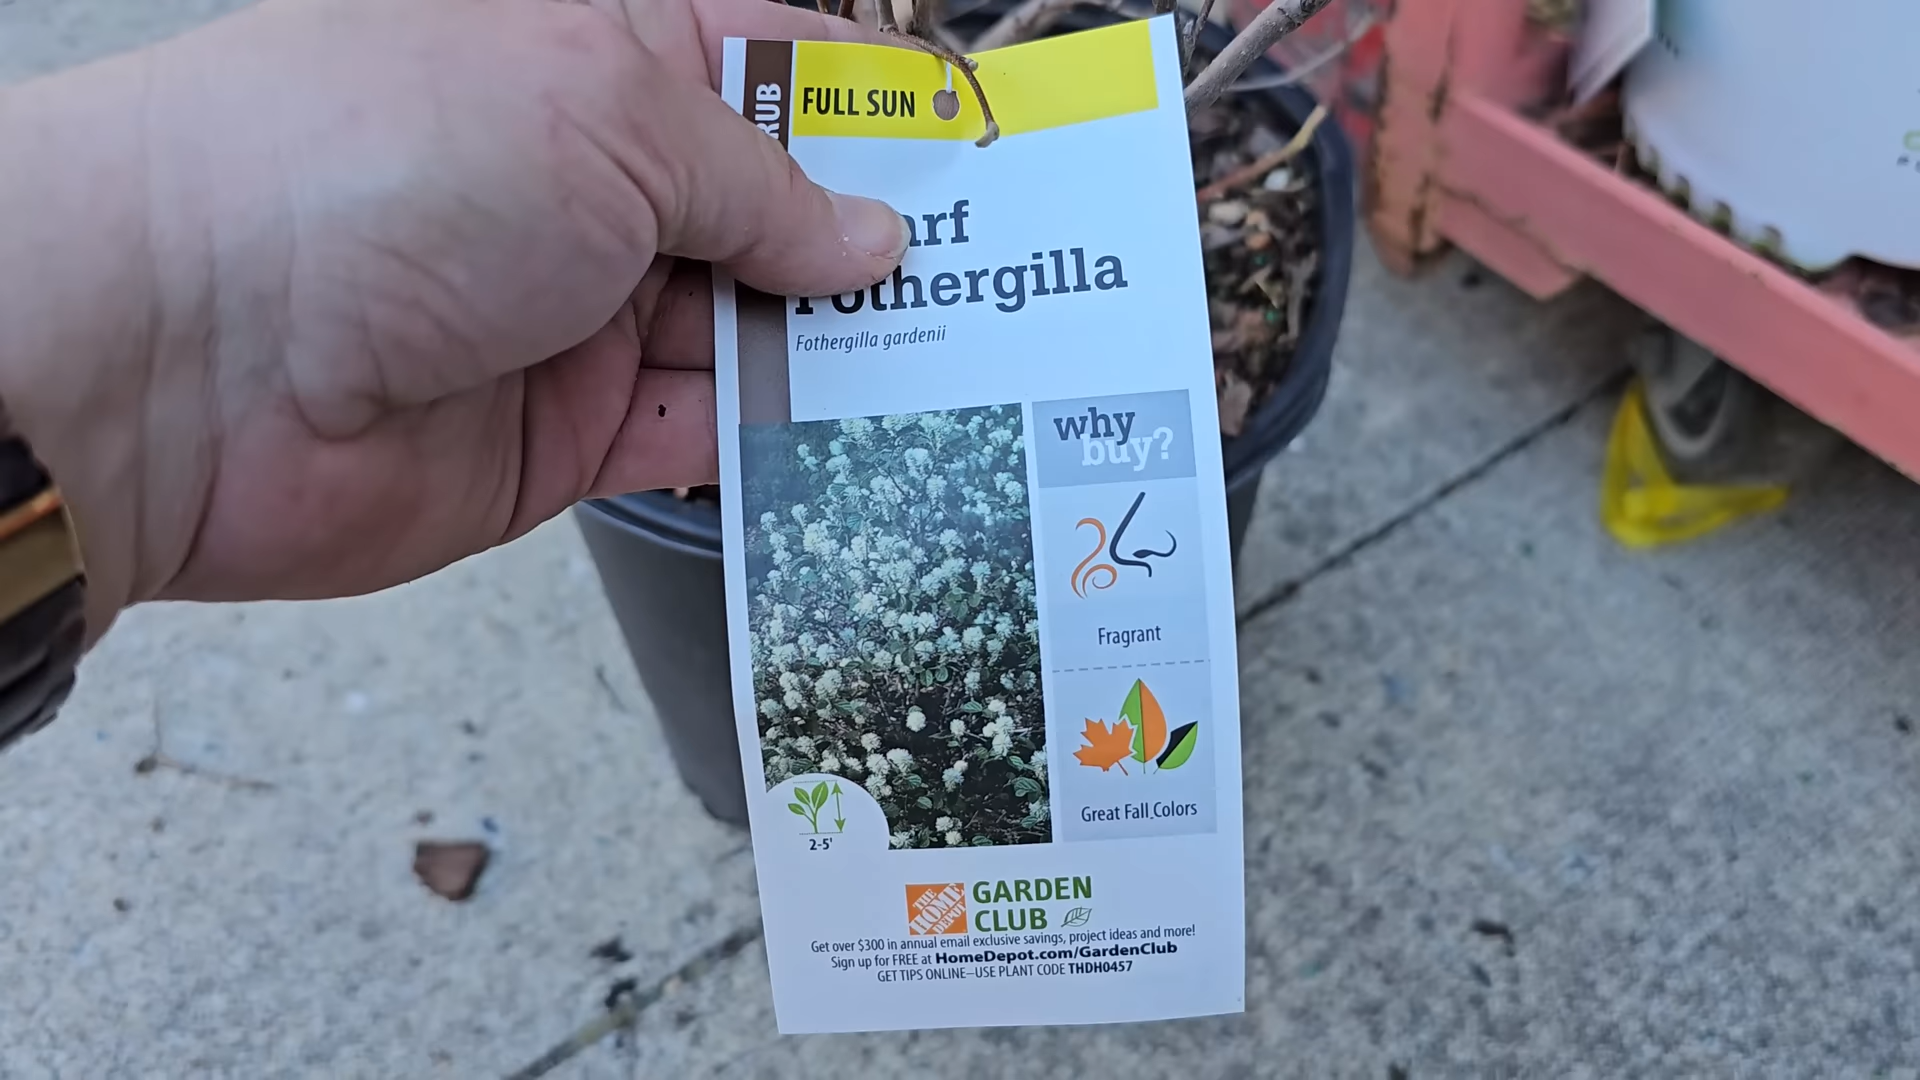 RUB
FULL SUN
arf
Fothergilla
Fothergilla gardenii
why
buy?
Fragrant
Great Fall Colors
2-5'
THE
HOME
DEPOT
GARDEN
CLUB
Get over $300 in annual email exclusive savings, project ideas and more!
Sign up for FREE at HomeDepot.com/GardenClub
GET TIPS ONLINE–USE PLANT CODE THDH0457